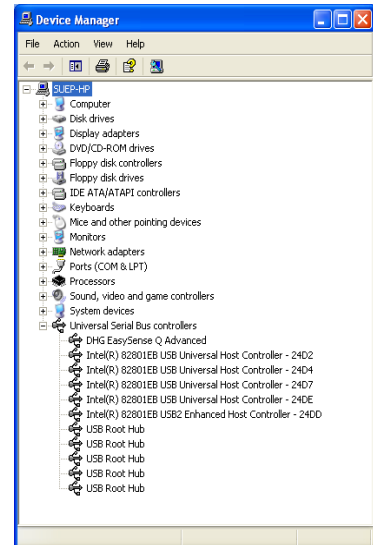 Device Manager
File Action View Help
SUEP-HP
Computer
Disk drives
Display adapters
DVD/CD-ROM drives
Floppy disk controllers
Floppy disk drives
IDE ATA/ATAPI controllers
Keyboards
Mice and other pointing devices
Monitors
Network adapters
Ports (COM & LPT)
Processors
Sound, video and game controllers
System devices
Universal Serial Bus controllers
DHG EasySense Q Advanced
Intel(R) 82801EB USB Universal Host Controller - 24D2
Intel(R) 82801EB USB Universal Host Controller - 24D4
Intel(R) 82801EB USB Universal Host Controller - 24D7
Intel(R) 82801EB USB Universal Host Controller - 24DE
Intel(R) 82801EB USB2 Enhanced Host Controller - 24DD
USB Root Hub
USB Root Hub
USB Root Hub
USB Root Hub
USB Root Hub